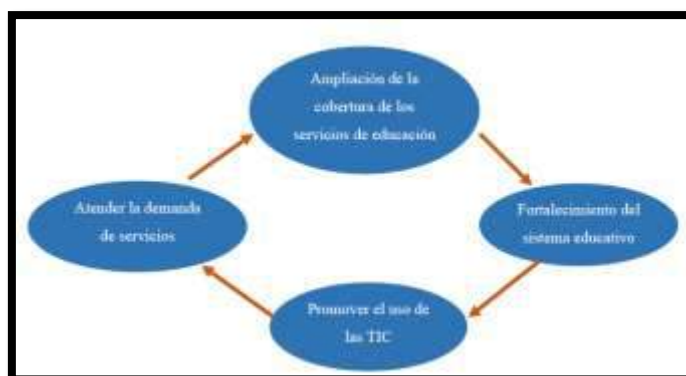 Ampliación de la
cobertura de los
servicios de educación
Atender la demanda
de servicios
Fortalecimiento del
sistema educativo
Promover el uso de
las TIC